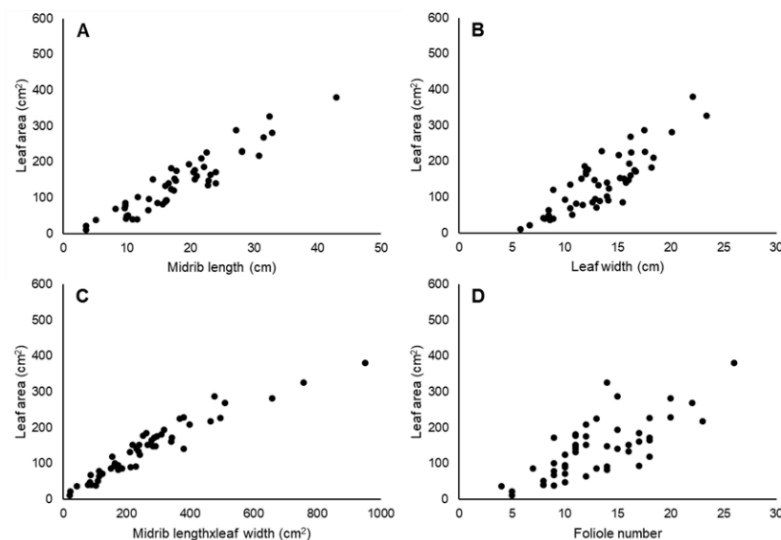 A
Leaf area (cm²)
600
500
400
300
200
100
0
0 10 20 30 40 50
Midrib length (cm)
B
Leaf area (cm²)
600
500
400
300
200
100
0
0 5 10 15 20 25 30
Leaf width (cm)
C
Leaf area (cm²)
600
500
400
300
200
100
0
0 200 400 600 800 1000
Midrib lengthxleaf width (cm²)
D
Leaf area (cm²)
600
500
400
300
200
100
0
0 5 10 15 20 25 30
Foliole number